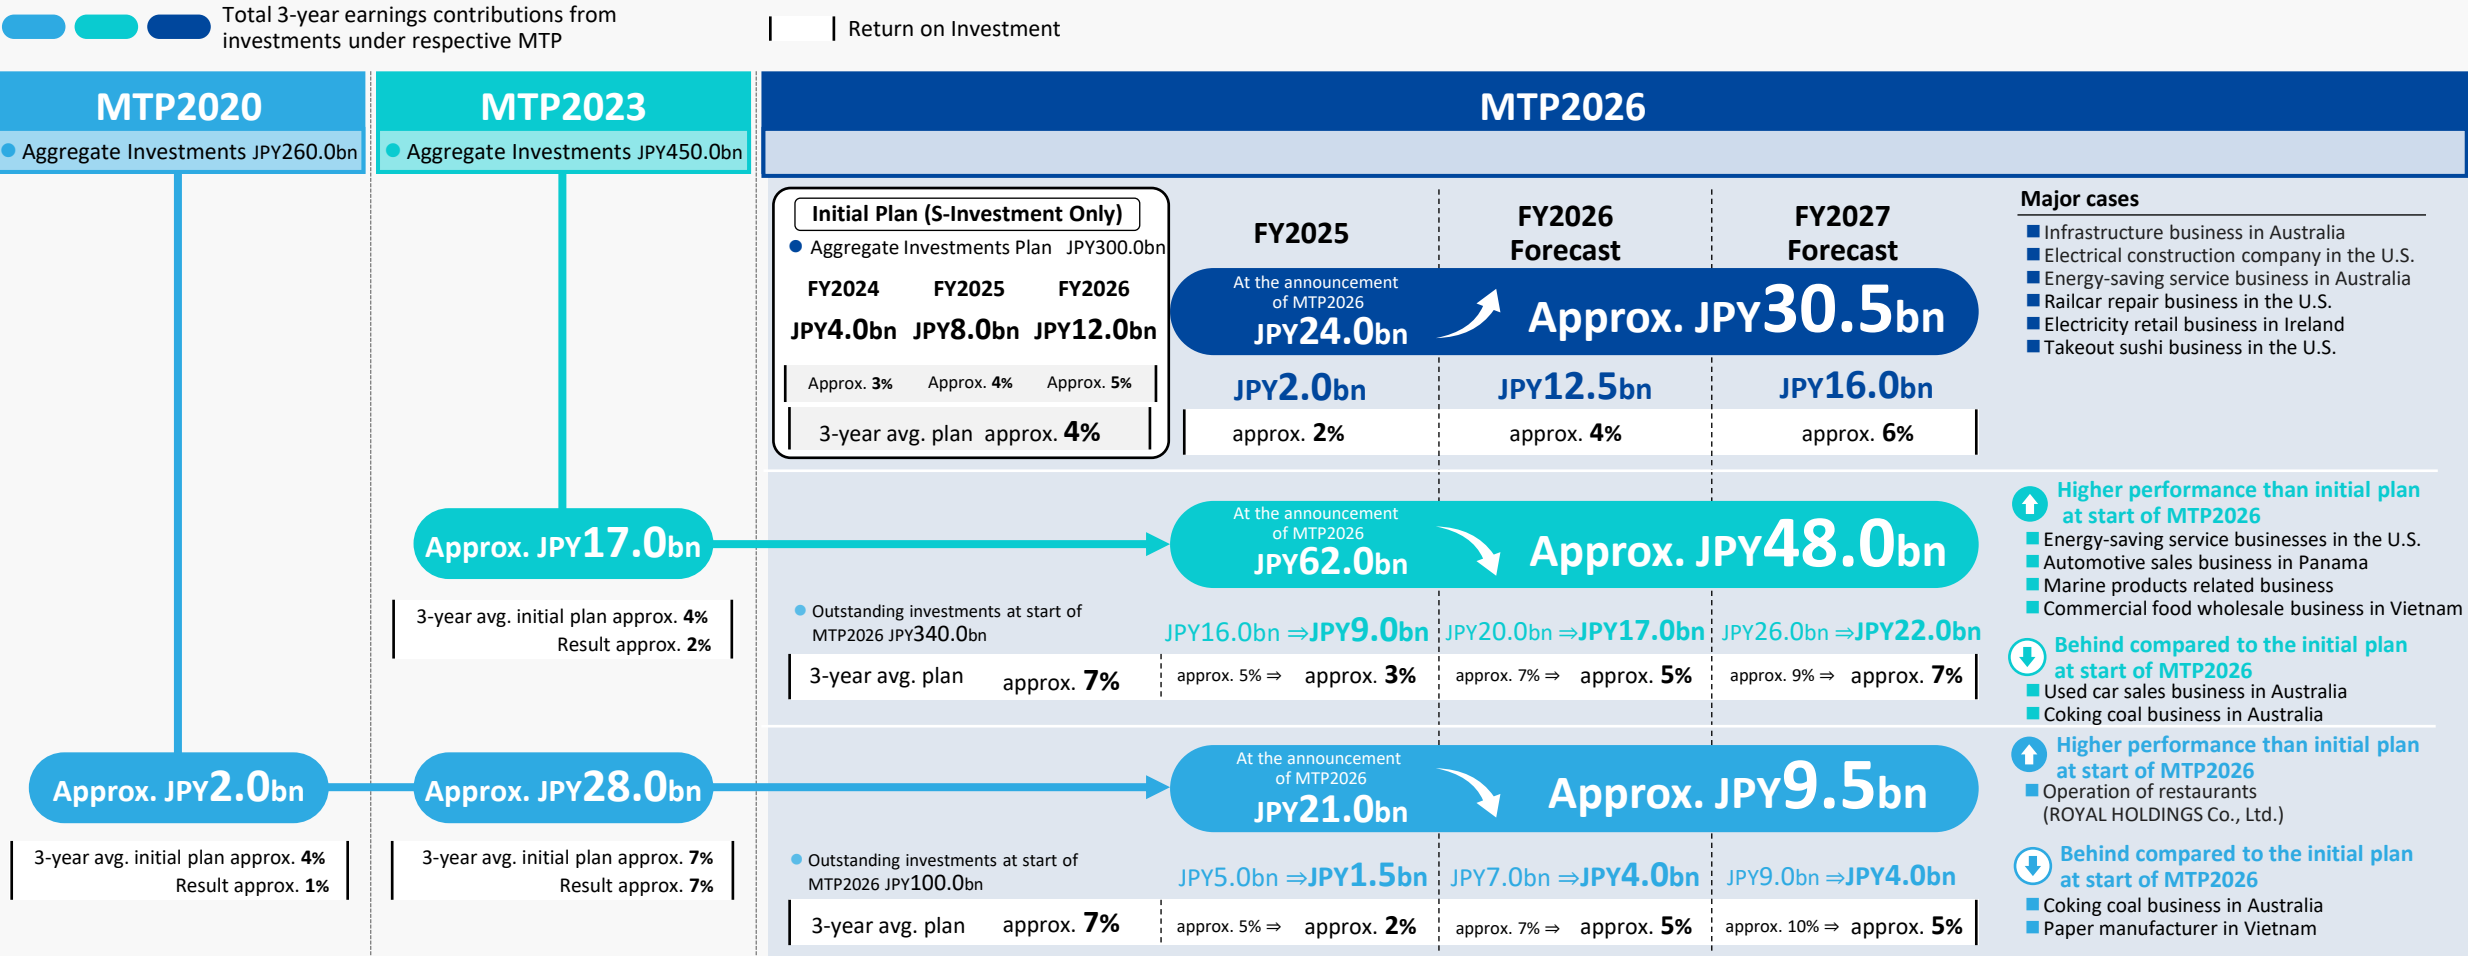 Total 3-year earnings contributions from
investments under respective MTP
Return on Investment
MTP2020
● Aggregate Investments JPY260.0bn
MTP2023
● Aggregate Investments JPY450.0bn
MTP2026
Initial Plan (S-Investment Only)
● Aggregate Investments Plan JPY300.0bn
FY2024 FY2025 FY2026
JPY4.0bn JPY8.0bn JPY12.0bn
Approx. 3% Approx. 4% Approx. 5%
3-year avg. plan approx. 4%
FY2025
FY2026
Forecast
FY2027
Forecast
At the announcement
of MTP2026
JPY24.0bn
Approx. JPY30.5bn
JPY2.0bn JPY12.5bn JPY16.0bn
approx. 2% approx. 4% approx. 6%
Major cases
■ Infrastructure business in Australia
■ Electrical construction company in the U.S.
■ Energy-saving service business in Australia
■ Railcar repair business in the U.S.
■ Electricity retail business in Ireland
■ Takeout sushi business in the U.S.
Approx. JPY17.0bn
3-year avg. initial plan approx. 4%
Result approx. 2%
At the announcement
of MTP2026
JPY62.0bn
Approx. JPY48.0bn
● Outstanding investments at start of
MTP2026 JPY340.0bn
JPY16.0bn ⇒JPY9.0bn JPY20.0bn ⇒JPY17.0bn JPY26.0bn ⇒JPY22.0bn
3-year avg. plan approx. 7%
approx. 5% ⇒ approx. 3% approx. 7% ⇒ approx. 5% approx. 9% ⇒ approx. 7%
Higher performance than initial plan
at start of MTP2026
■ Energy-saving service businesses in the U.S.
■ Automotive sales business in Panama
■ Marine products related business
■ Commercial food wholesale business in Vietnam
Behind compared to the initial plan
at start of MTP2026
■ Used car sales business in Australia
■ Coking coal business in Australia
Approx. JPY2.0bn
3-year avg. initial plan approx. 4%
Result approx. 1%
Approx. JPY28.0bn
3-year avg. initial plan approx. 7%
Result approx. 7%
At the announcement
of MTP2026
JPY21.0bn
Approx. JPY9.5bn
● Outstanding investments at start of
MTP2026 JPY100.0bn
JPY5.0bn ⇒JPY1.5bn JPY7.0bn ⇒JPY4.0bn JPY9.0bn ⇒JPY4.0bn
3-year avg. plan approx. 7%
approx. 5% ⇒ approx. 2% approx. 7% ⇒ approx. 5% approx. 10% ⇒ approx. 5%
Higher performance than initial plan
at start of MTP2026
■ Operation of restaurants
(ROYAL HOLDINGS Co., Ltd.)
Behind compared to the initial plan
at start of MTP2026
■ Coking coal business in Australia
■ Paper manufacturer in Vietnam